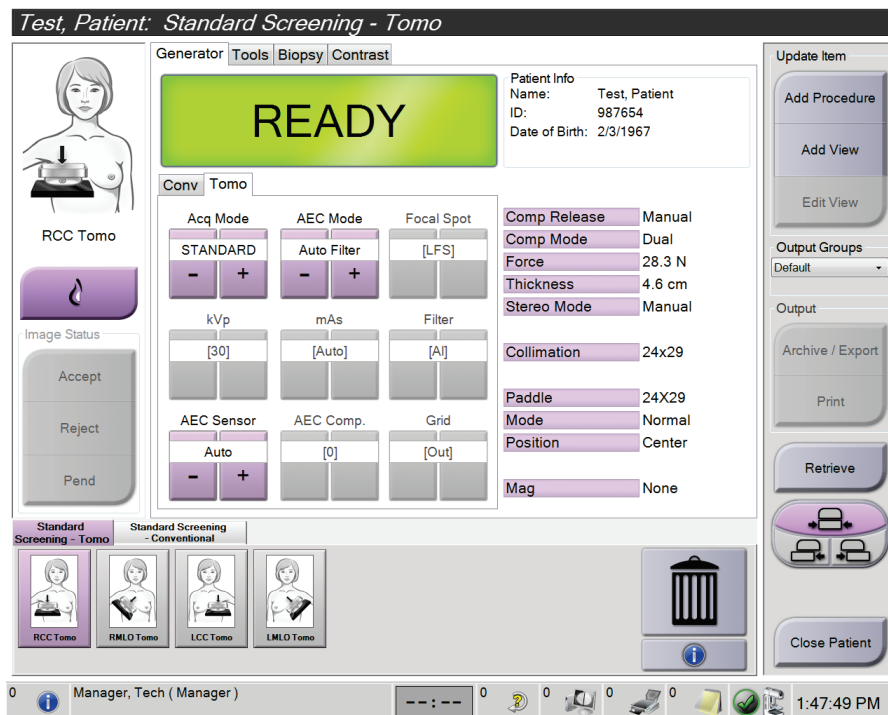 Test, Patient: Standard Screening - Tomo
RCC Tomo
Image Status
Accept
Reject
Pend
Generator Tools Biopsy Contrast
READY
Patient Info
Name: Test, Patient
ID: 987654
Date of Birth: 2/3/1967
Conv Tomo
Acq Mode AEC Mode Focal Spot
STANDARD Auto Filter [LFS]
- + - +
kVp mAs Filter
[30] [Auto] [Al]
AEC Sensor AEC Comp. Grid
Auto [0] [Out]
- +
Comp Release Manual
Comp Mode Dual
Force 28.3 N
Thickness 4.6 cm
Stereo Mode Manual
Collimation 24x29
Paddle 24X29
Mode Normal
Position Center
Mag None
Update Item
Add Procedure
Add View
Edit View
Output Groups
Default
Output
Archive / Export
Print
Retrieve
Close Patient
Standard
Screening - Tomo
Standard Screening
- Conventional
RCC Tomo RMLO Tomo LCC Tomo LMLO Tomo
0 Manager, Tech ( Manager ) --:-- 0 0 0 0 1:47:49 PM